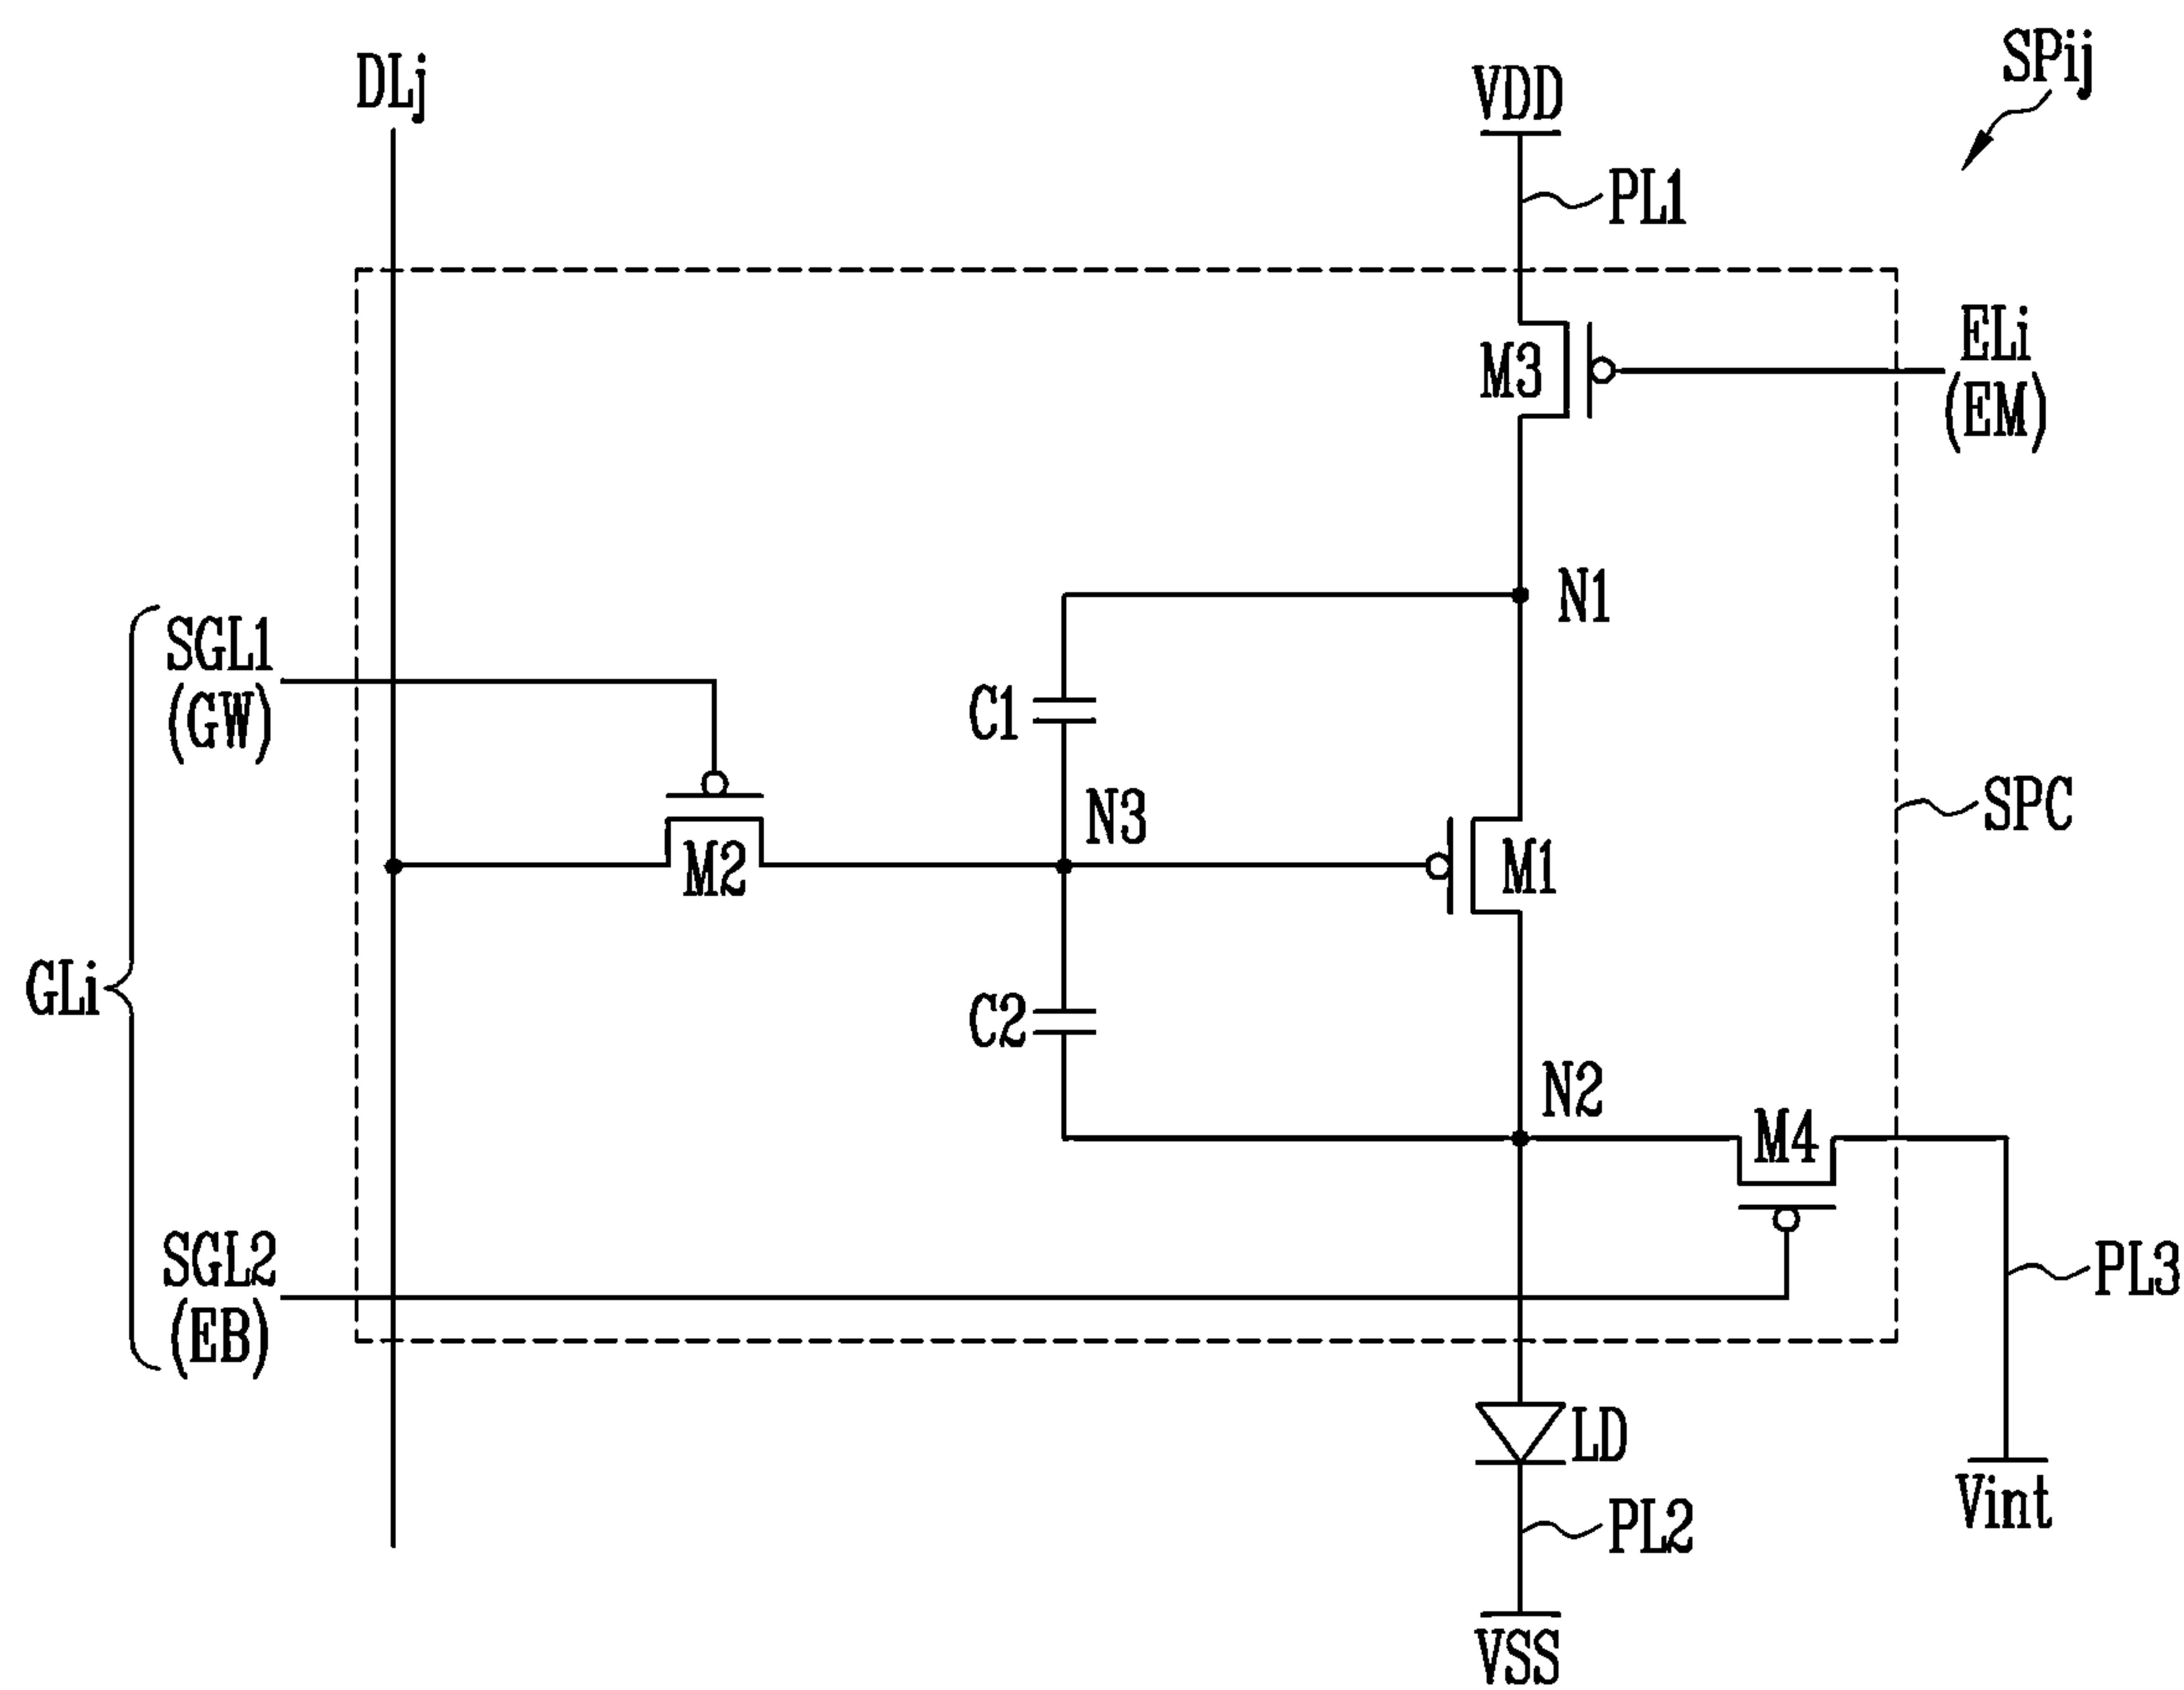 DLj
VDD
SPij
PL1
M3
ELi
(EM)
N1
SGL1
(GW)
C1
N3
M2
M1
SPC
GLi
C2
N2
M4
SGL2
(EB)
PL3
LD
Vint
PL2
VSS